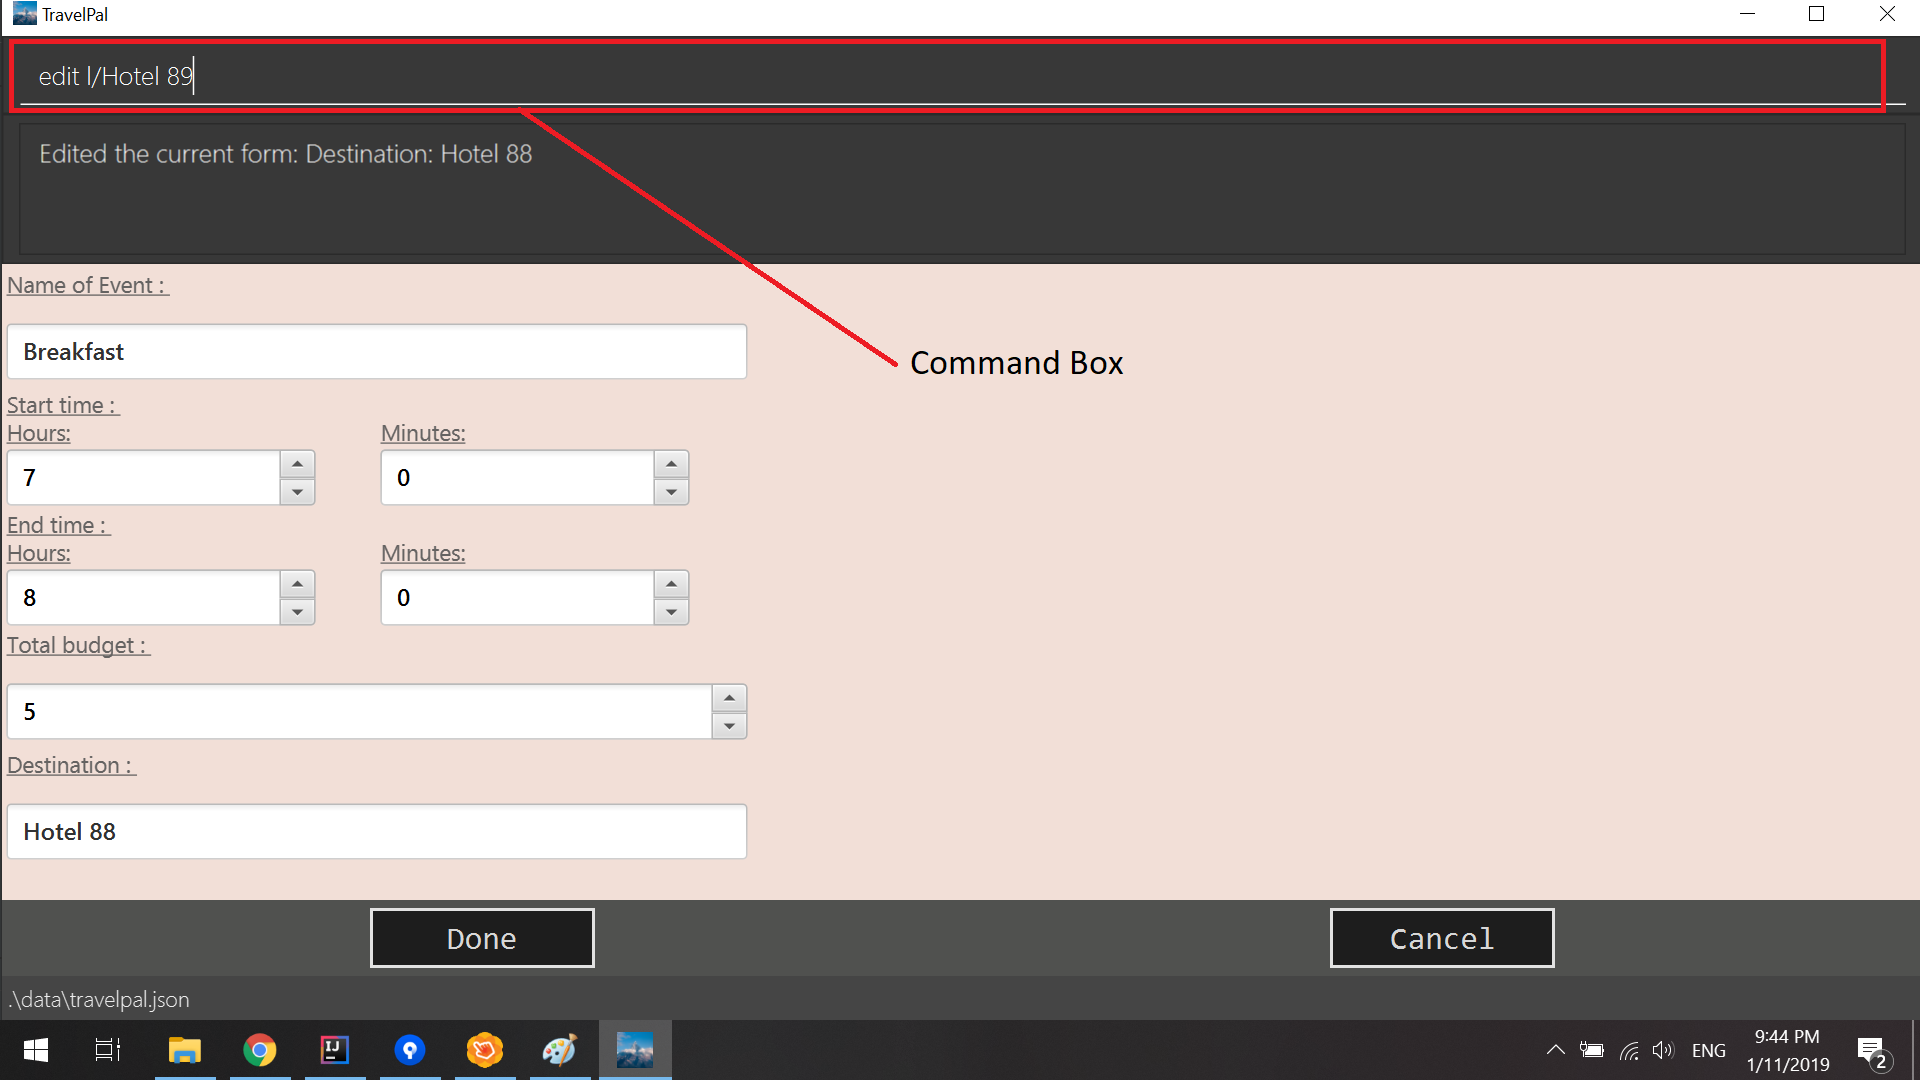 TravelPal
edit l/Hotel 89
Edited the current form: Destination: Hotel 88
Name of Event :
Breakfast
Command Box
Start time :
Hours: Minutes:
7 0
End time :
Hours: Minutes:
8 0
Total budget :
5
Destination :
Hotel 88
Done Cancel
.\data\travelpal.json
IJ
ENG
9:44 PM
1/11/2019
2